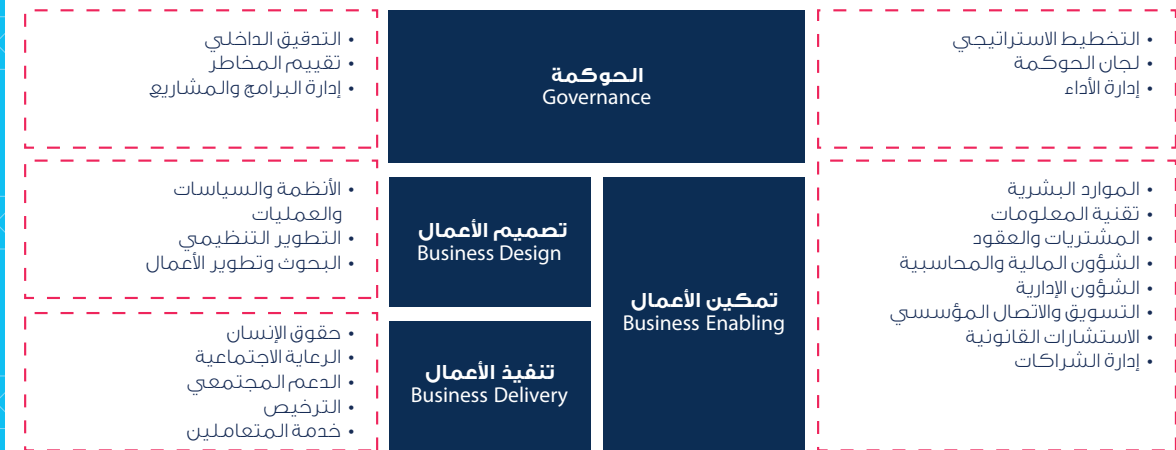 • التخطيط الاستراتيجي
• لجان الحوكمة
• إدارة الأداء
الحوكمة
Governance
• التدقيق الداخلي
• تقييم المخاطر
• إدارة البرامج والمشاريع
• الموارد البشرية
• تقنية المعلومات
• المشتريات والعقود
• الشؤون المالية والمحاسبية
• الشؤون الإدارية
• التسويق والاتصال المؤسسي
• الاستشارات القانونية
• إدارة الشراكات
تمكين الأعمال
Business Enabling
تصميم الأعمال
Business Design
• الأنظمة والسياسات
والعمليات
• التطوير التنظيمي
• البحوث وتطوير الأعمال
تنفيذ الأعمال
Business Delivery
• حقوق الإنسان
• الرعاية الاجتماعية
• الدعم المجتمعي
• الترخيص
• خدمة المتعاملين